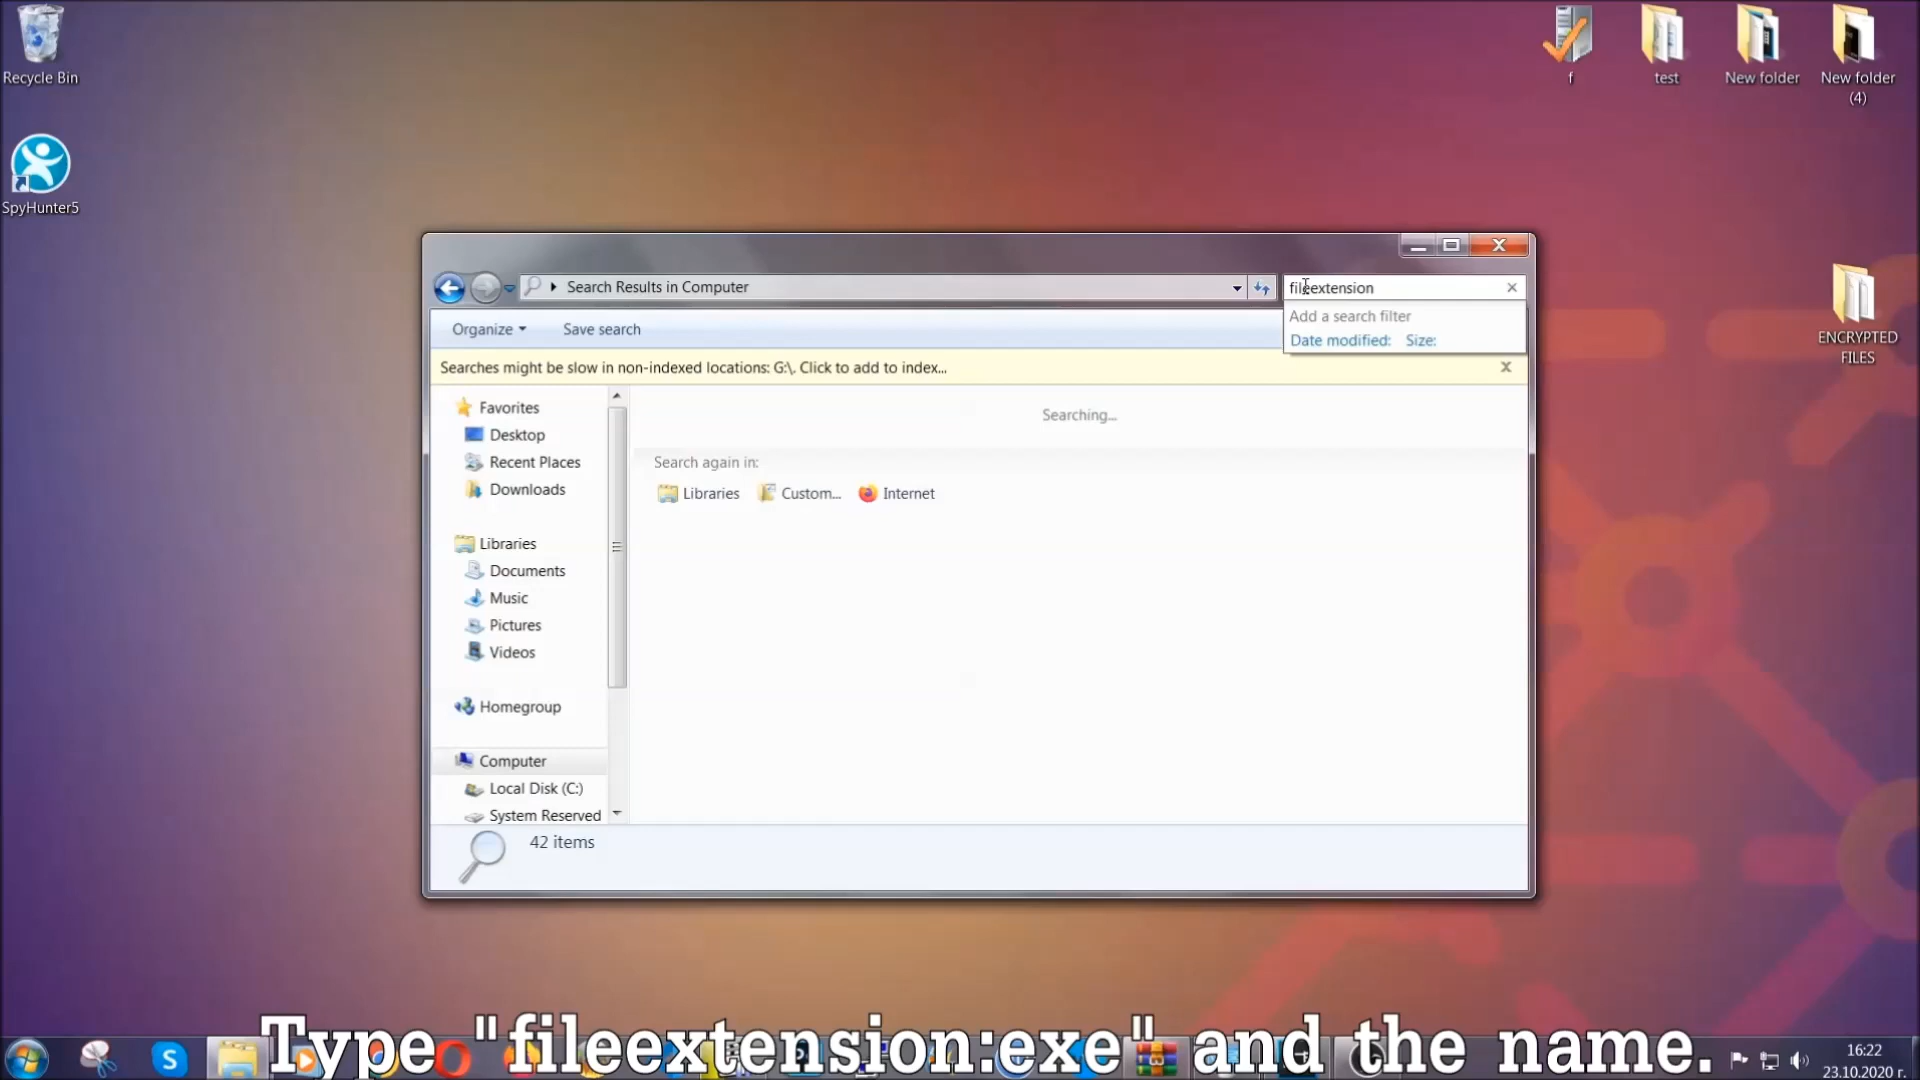 Recycle Bin
SpyHunter5
f
test
New folder
New folder
(4)
ENCRYPTED
FILES
Search Results in Computer
fileextension
Add a search filter
Date modified: Size:
Organize
Save search
Searches might be slow in non-indexed locations: G:\. Click to add to index...
Favorites
Desktop
Recent Places
Downloads
Libraries
Documents
Music
Pictures
Videos
Homegroup
Computer
Local Disk (C:)
System Reserved
Searching...
Search again in:
Libraries
Custom...
Internet
42 items
Type "fileextension:exe" and the name.
16:22
23.10.2020 г.